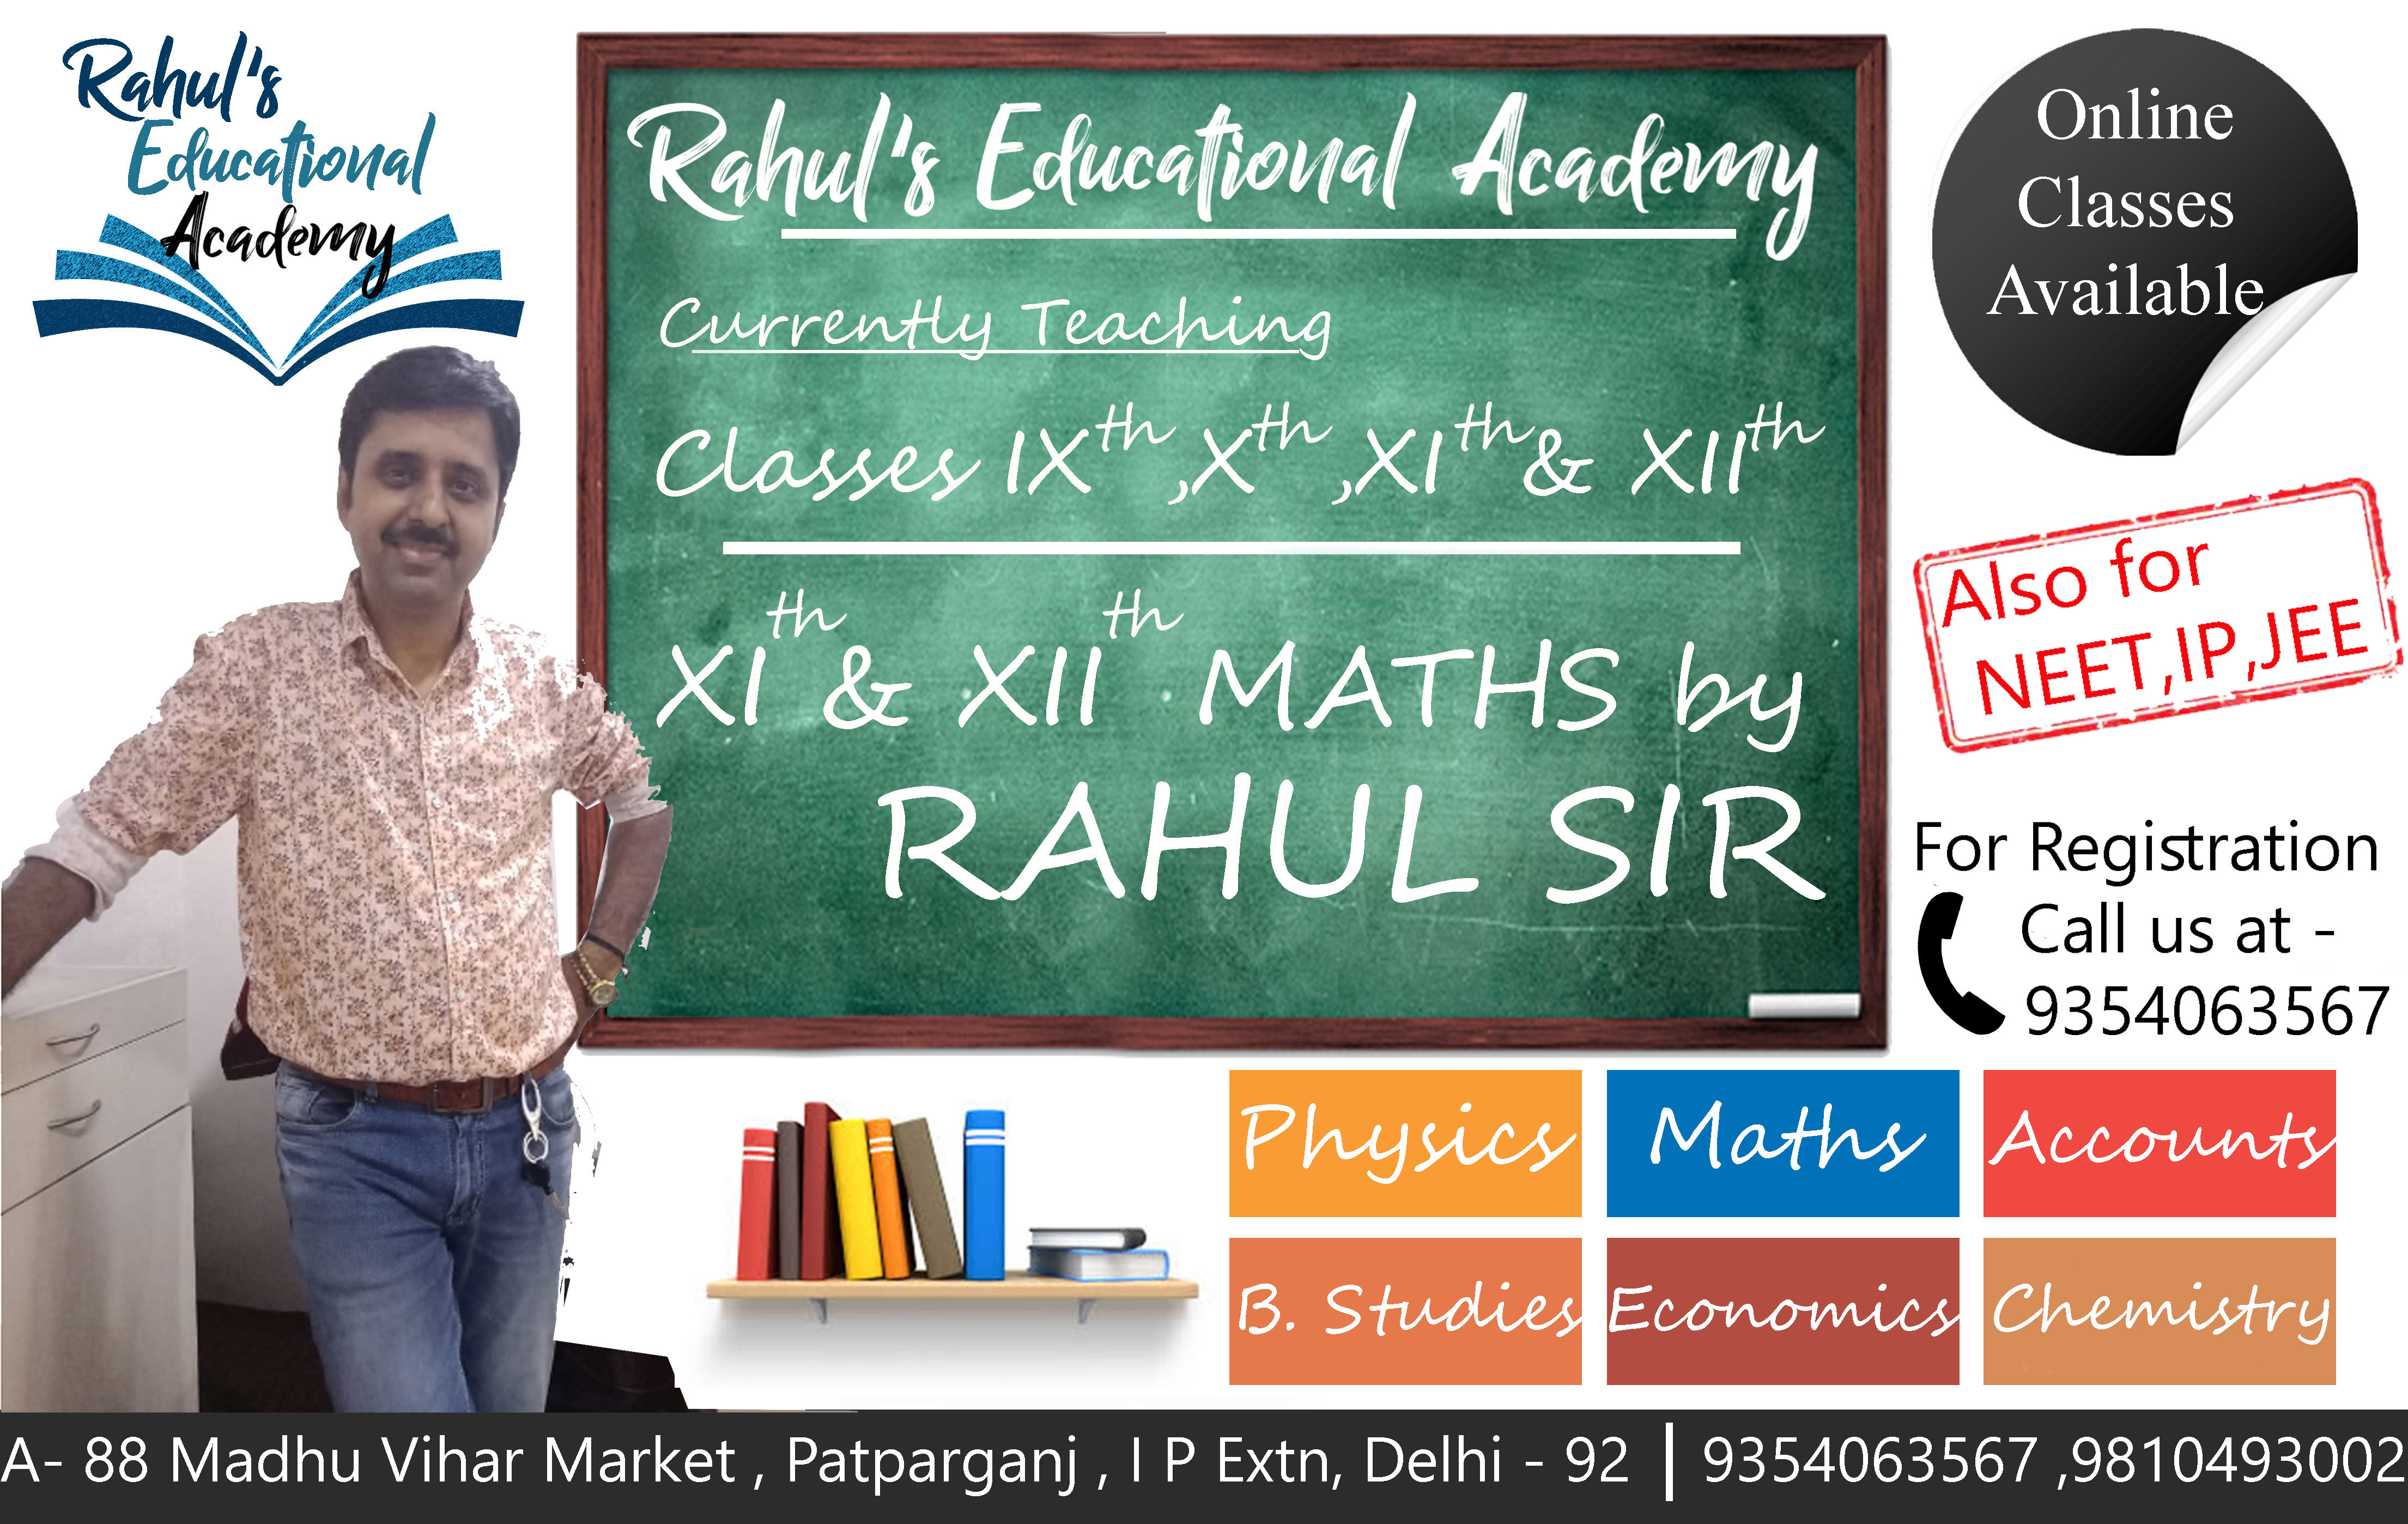 Rahul's
Educational
Academy
Rahul's Educational Academy
Currently Teaching
Classes IXth,Xth,XIth & XIIth
XIth & XIIth MATHS by
RAHUL SIR
Online
Classes
Available
Also for
NEET,IP,JEE
For Registration
Call us at -
9354063567
Physics
Maths
Accounts
B. Studies
Economics
Chemistry
A- 88 Madhu Vihar Market , Patparganj , I P Extn, Delhi - 92 | 9354063567 ,9810493002